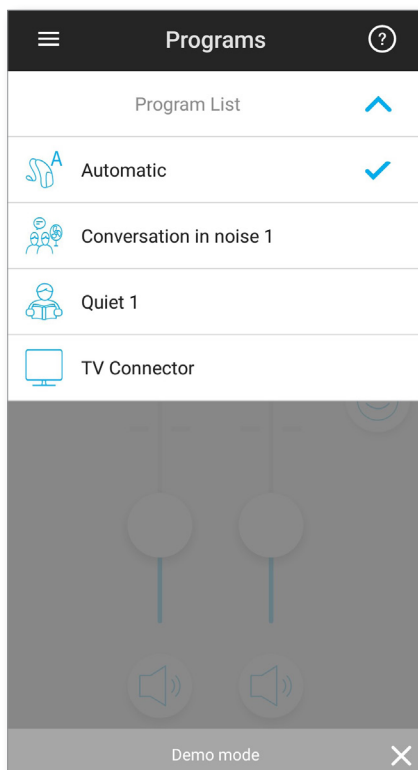 Programs
?
Program List
A
Automatic
Conversation in noise 1
Quiet 1
TV Connector
Demo mode